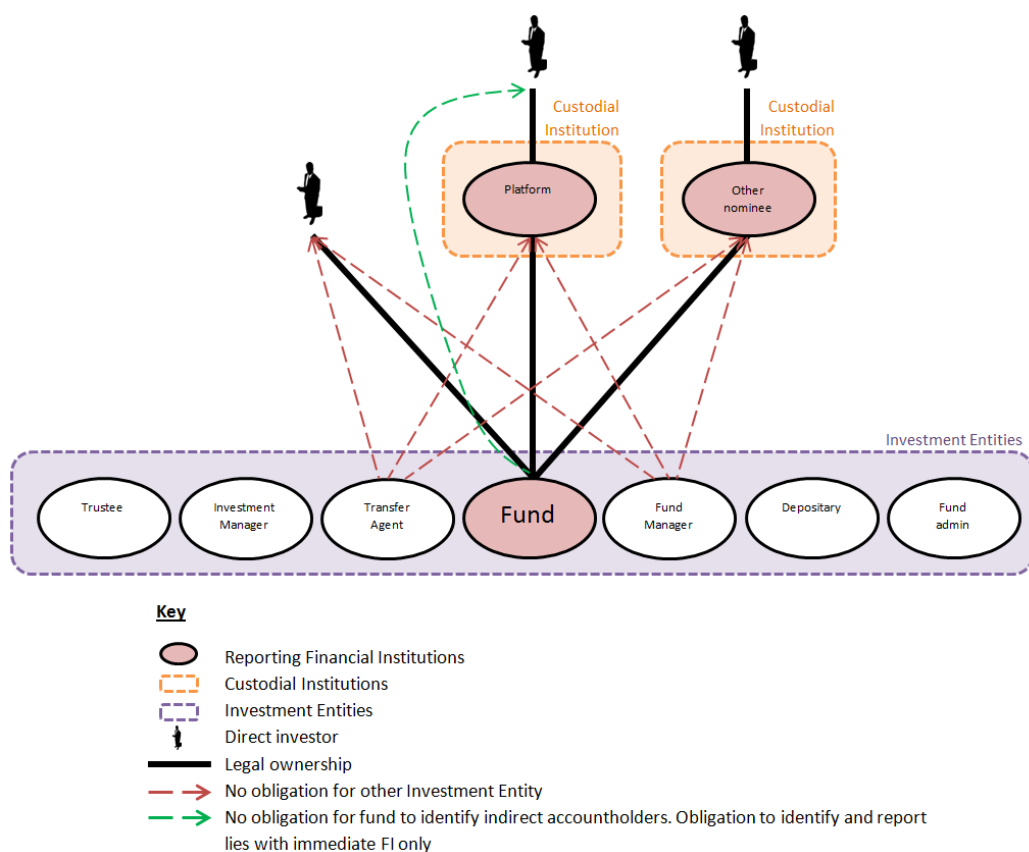 Custodial
Institution
Custodial
Institution
Platform
Other
nominee
Investment Entities
Trustee
Investment
Manager
Transfer
Agent
Fund
Fund
Manager
Depositary
Fund
admin
Key
Reporting Financial Institutions
Custodial Institutions
Investment Entities
Direct investor
Legal ownership
No obligation for other Investment Entity
No obligation for fund to identify indirect accountholders. Obligation to identify and report
lies with immediate FI only